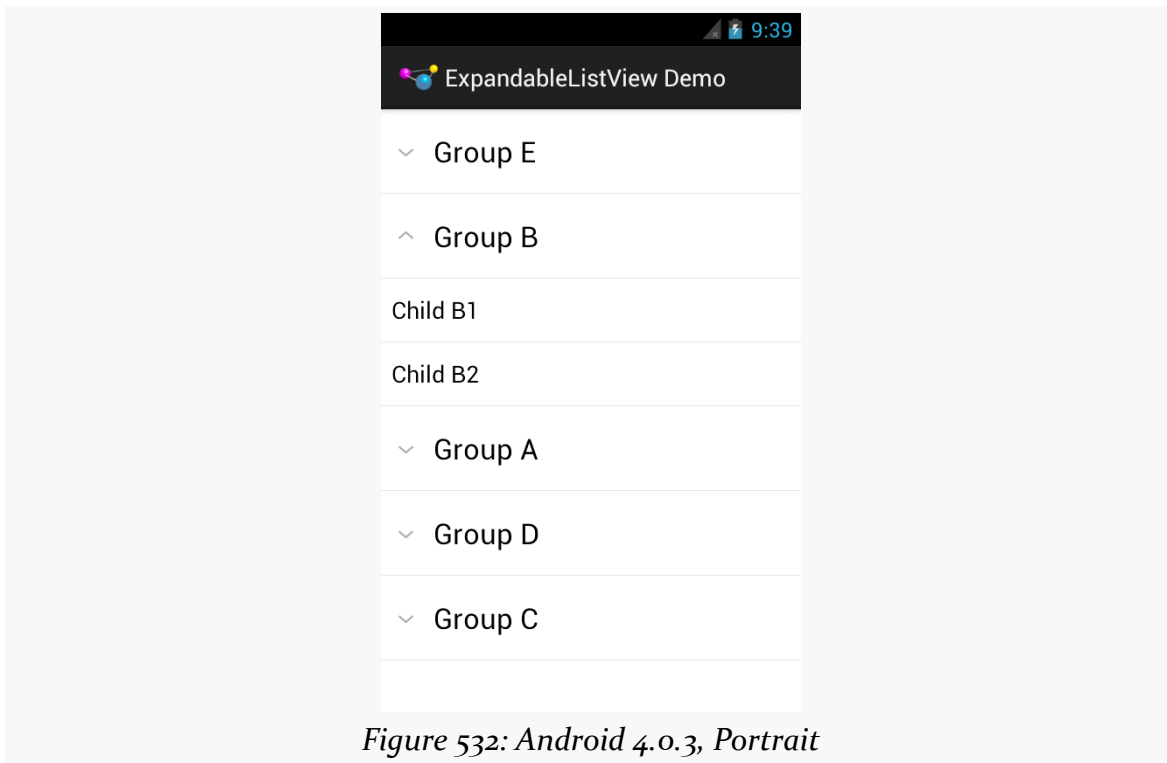 9:39
ExpandableListView Demo
Group E
Group B
Child B1
Child B2
Group A
Group D
Group C
Figure 532: Android 4.0.3, Portrait